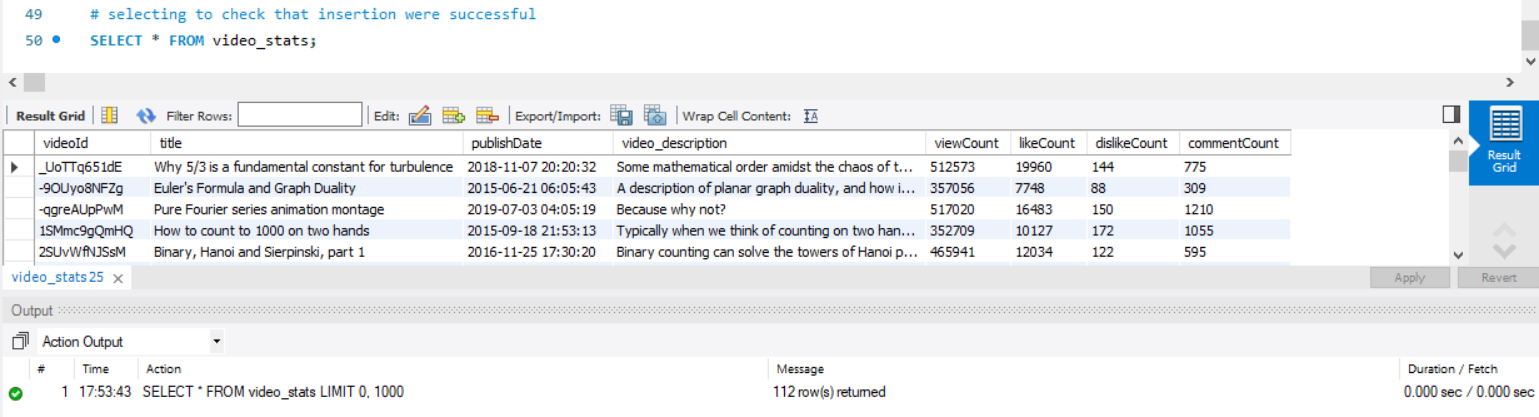 49 # selecting to check that insertion were successful
50 SELECT * FROM video_stats;
Result Grid Filter Rows: Edit: Export/Import: Wrap Cell Content: IA
videoId title publishDate video_description viewCount likeCount dislikeCount commentCount
_UoTTq651dE Why 5/3 is a fundamental constant for turbulence 2018-11-07 20:20:32 Some mathematical order amidst the chaos of t... 512573 19960 144 775
-9OUyo8NFZg Euler's Formula and Graph Duality 2015-06-21 06:05:43 A description of planar graph duality, and how i... 357056 7748 88 309
-qgreAUpPwM Pure Fourier series animation montage 2019-07-03 04:05:19 Because why not? 517020 16483 150 1210
1SMmc9gQmHQ How to count to 1000 on two hands 2015-09-18 21:53:13 Typically when we think of counting on two han... 352709 10127 172 1055
2SUvWfNJSsM Binary, Hanoi and Sierpinski, part 1 2016-11-25 17:30:20 Binary counting can solve the towers of Hanoi p... 465941 12034 122 595
Result
Grid
video_stats25 Apply Revert
Output
Action Output
# Time Action Message Duration / Fetch
1 17:53:43 SELECT * FROM video_stats LIMIT 0, 1000 112 row(s) returned 0.000 sec / 0.000 sec